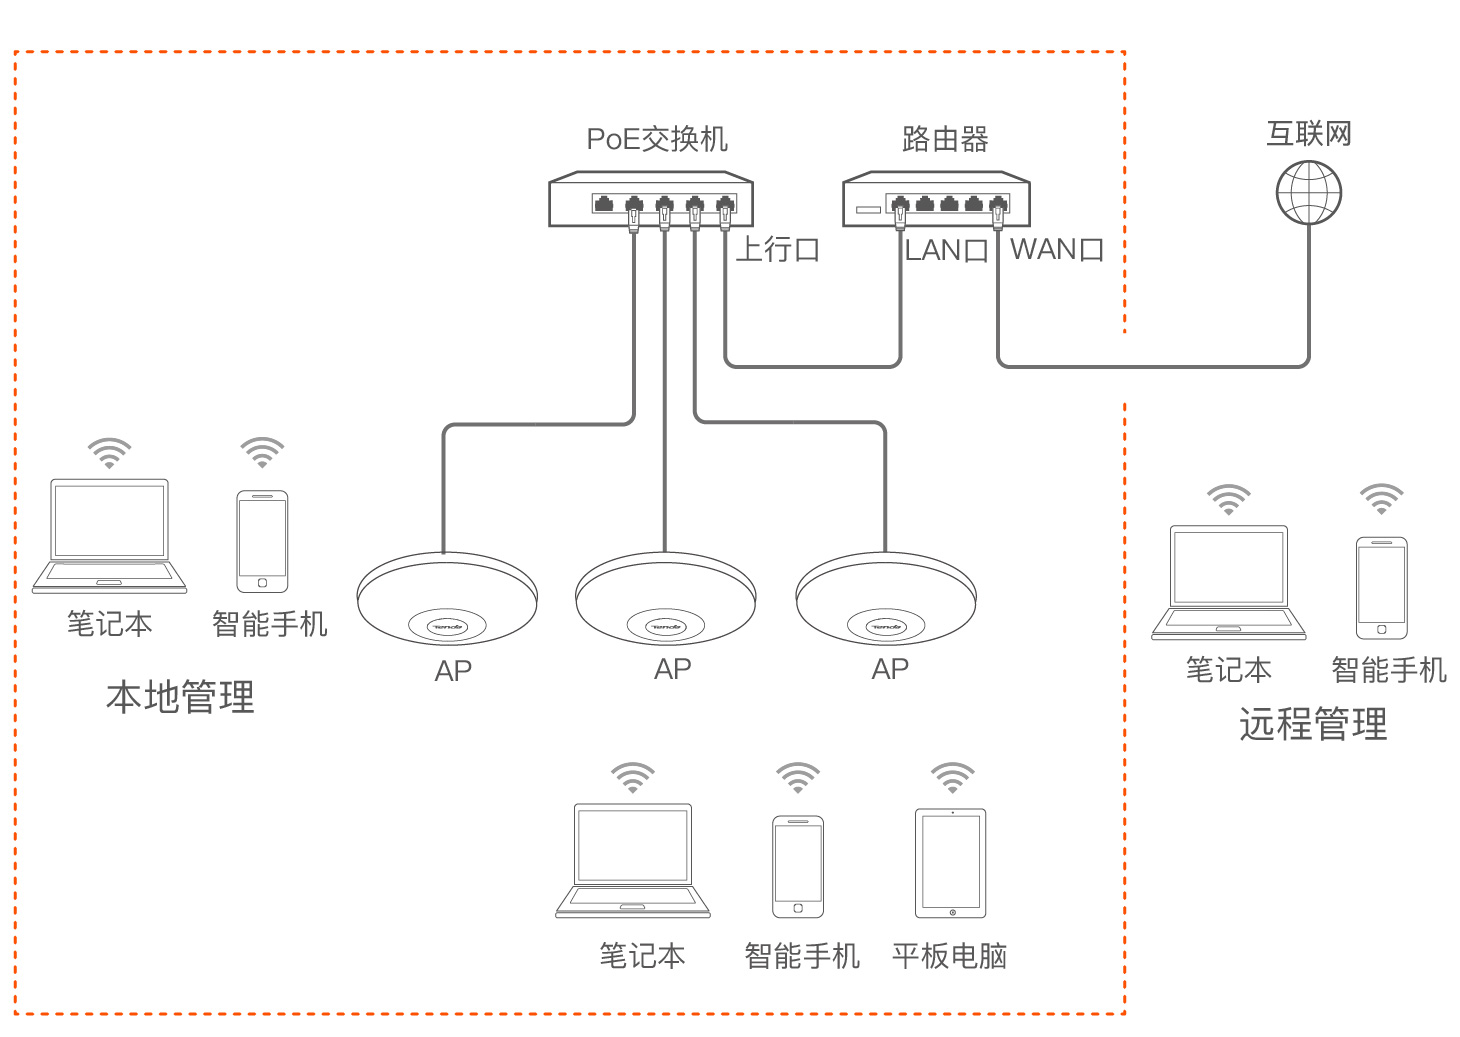 PoE交换机
路由器
互联网
上行口
LAN口
WAN口
笔记本
智能手机
本地管理
Tenda
AP
Tenda
AP
Tenda
AP
笔记本
智能手机
远程管理
笔记本
智能手机
平板电脑